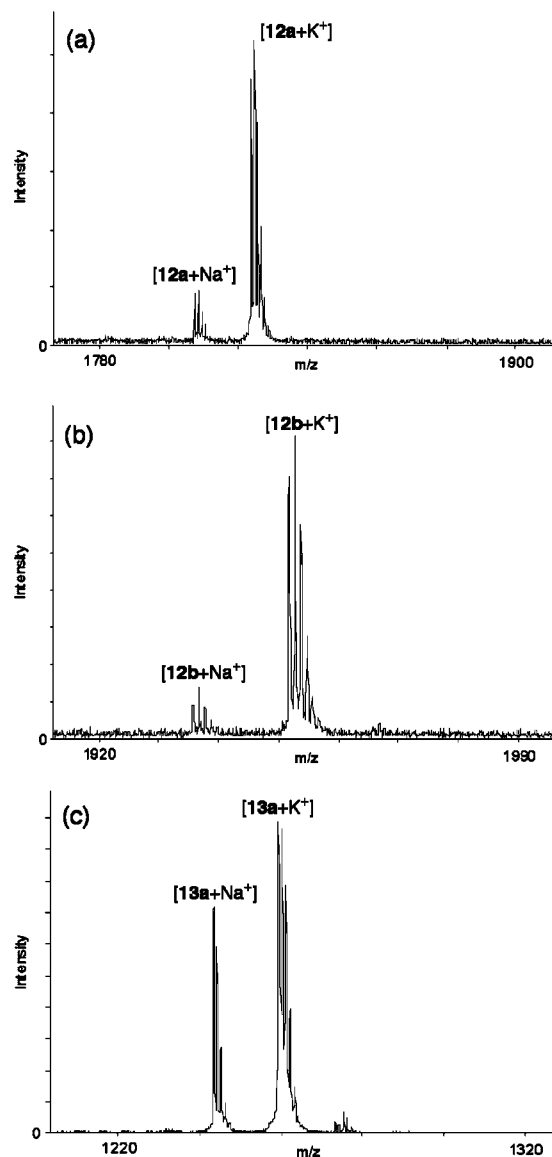 (a)
[12a+K+]
[12a+Na+]
Intensity
0
1780
m/z
1900
(b)
[12b+K+]
[12b+Na+]
Intensity
0
1920
m/z
1990
(c)
[13a+K+]
[13a+Na+]
Intensity
0
1220
m/z
1320